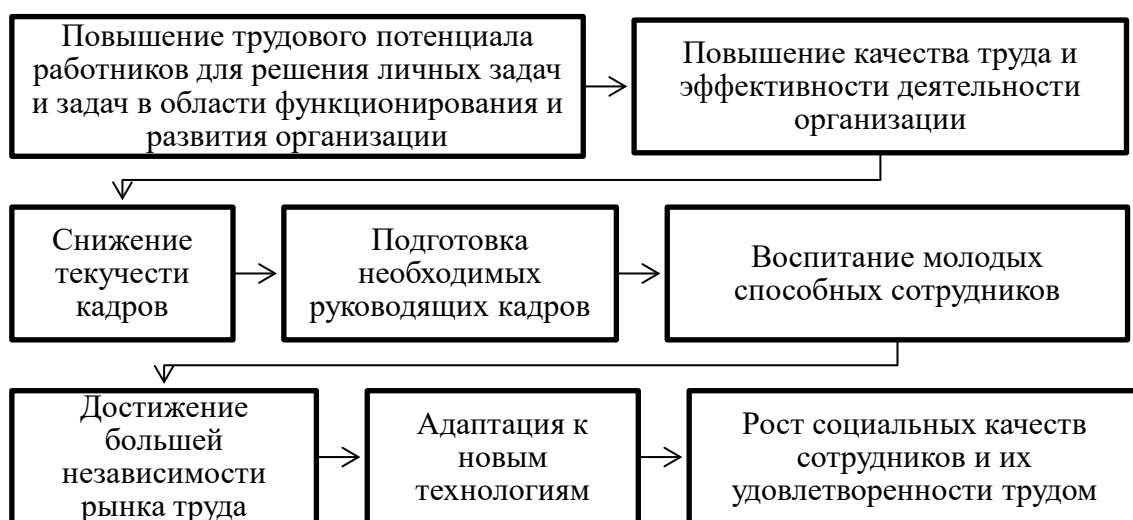 Повышение трудового потенциала
работников для решения личных задач
и задач в области функционирования и
развития организации
Повышение качества труда и
эффективности деятельности
организации
Снижение
текучести
кадров
Подготовка
необходимых
руководящих кадров
Воспитание молодых
способных сотрудников
Достижение
большей
независимости
рынка труда
Адаптация к
новым
технологиям
Рост социальных качеств
сотрудников и их
удовлетворенности трудом